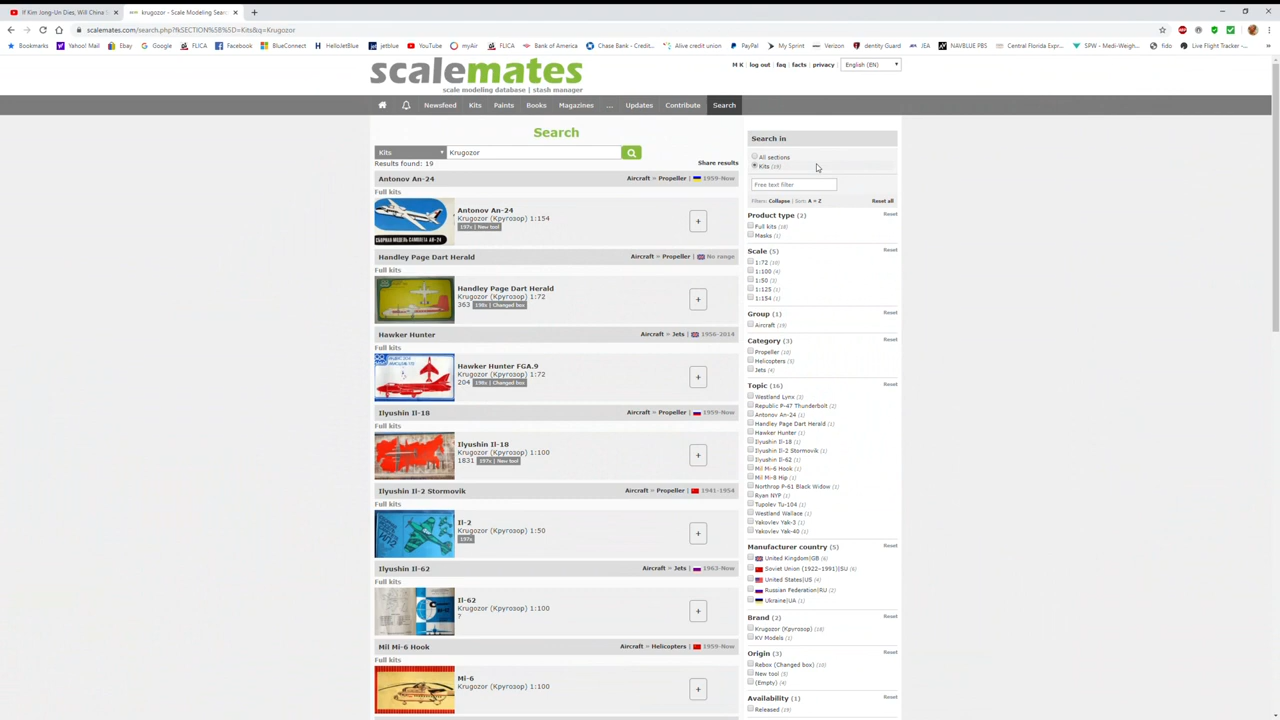 If Kim Jong-Un Dies, Will China S
krugozor - Scale Modeling Sear
scalemates.com/search.php?fkSECTION%5B%5D=Kits&q=Krugozor
Bookmarks Yahoo! Mail Ebay Google FLICA Facebook BlueConnect HelloJetBlue jetblue YouTube myAir FLICA Bank of America Chase Bank - Credit... Alive credit union PayPal My Sprint Verizon Identity Guard JEA NAVBLUE PBS Central Florida Expr... SPW - Medi-Weigh... fido Live Flight Tracker -...
scalemates
scale modeling database | stash manager
M K | log out | faq | facts | privacy | English (EN)
Newsfeed Kits Paints Books Magazines ... Updates Contribute Search
Search
Kits Krugozor
Results found: 19 Share results
Antonov An-24 Aircraft » Propeller | 1959-Now
Full kits
Antonov An-24
Krugozor (Кругозор) 1:154
197x | New tool
+
Handley Page Dart Herald Aircraft » Propeller | No range
Full kits
Handley Page Dart Herald
Krugozor (Кругозор) 1:72
363 198x | Changed box
+
Hawker Hunter Aircraft » Jets | 1956-2014
Full kits
Hawker Hunter FGA.9
Krugozor (Кругозор) 1:72
204 198x | Changed box
+
Ilyushin Il-18 Aircraft » Propeller | 1959-Now
Full kits
Ilyushin Il-18
Krugozor (Кругозор) 1:100
1831 197x | New tool
+
Ilyushin Il-2 Stormovik Aircraft » Propeller | 1941-1954
Full kits
Il-2
Krugozor (Кругозор) 1:50
197x
+
Ilyushin Il-62 Aircraft » Jets | 1963-Now
Full kits
Il-62
Krugozor (Кругозор) 1:100
?
+
Mil Mi-6 Hook Aircraft » Helicopters | 1959-Now
Full kits
Mi-6
Krugozor (Кругозор) 1:100
+
Search in
All sections
Kits (19)
Free text filter
Filters: Collapse | Sort: A = Z Reset all
Product type (2) Reset
Full kits (18)
Masks (1)
Scale (5) Reset
1:72 (10)
1:100 (4)
1:50 (2)
1:125 (1)
1:154 (1)
Group (1) Reset
Aircraft (19)
Category (3) Reset
Propeller (10)
Helicopters (5)
Jets (4)
Topic (16) Reset
Westland Lynx (3)
Republic P-47 Thunderbolt (2)
Antonov An-24 (1)
Handley Page Dart Herald (1)
Hawker Hunter (1)
Ilyushin Il-18 (1)
Ilyushin Il-2 Stormovik (1)
Ilyushin Il-62 (1)
Mil Mi-6 Hook (1)
Mil Mi-8 Hip (1)
Northrop P-61 Black Widow (1)
Ryan NYP (1)
Tupolev Tu-104 (1)
Westland Wallace (1)
Yakovlev Yak-3 (1)
Yakovlev Yak-40 (1)
Manufacturer country (5) Reset
United Kingdom|GB (6)
Soviet Union (1922-1991)|SU (6)
United States|US (4)
Russian Federation|RU (2)
Ukraine|UA (1)
Brand (2) Reset
Krugozor (Кругозор) (18)
KV Models (1)
Origin (3) Reset
Rebox (Changed box) (10)
New tool (5)
(Empty) (4)
Availability (1) Reset
Released (19)